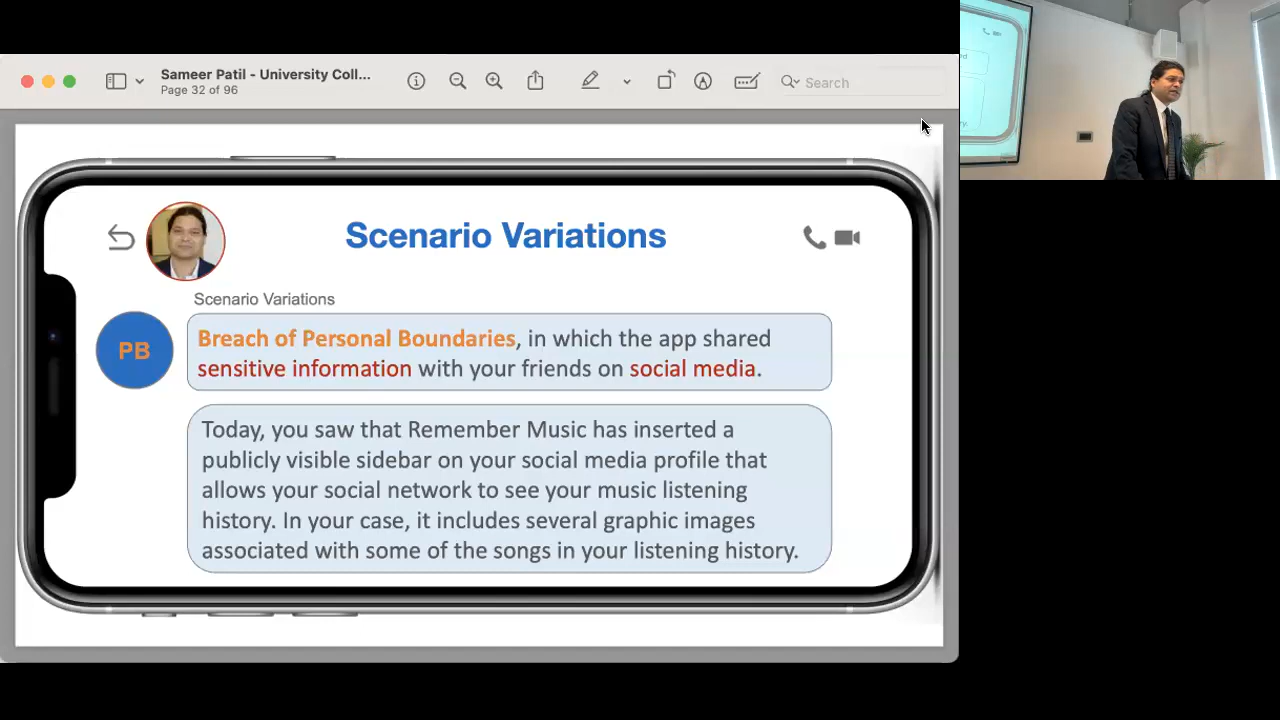 Sameer Patil - University Coll...
Page 32 of 96
Search
Scenario Variations
Scenario Variations
PB
Breach of Personal Boundaries, in which the app shared
sensitive information with your friends on social media.
Today, you saw that Remember Music has inserted a
publicly visible sidebar on your social media profile that
allows your social network to see your music listening
history. In your case, it includes several graphic images
associated with some of the songs in your listening history.